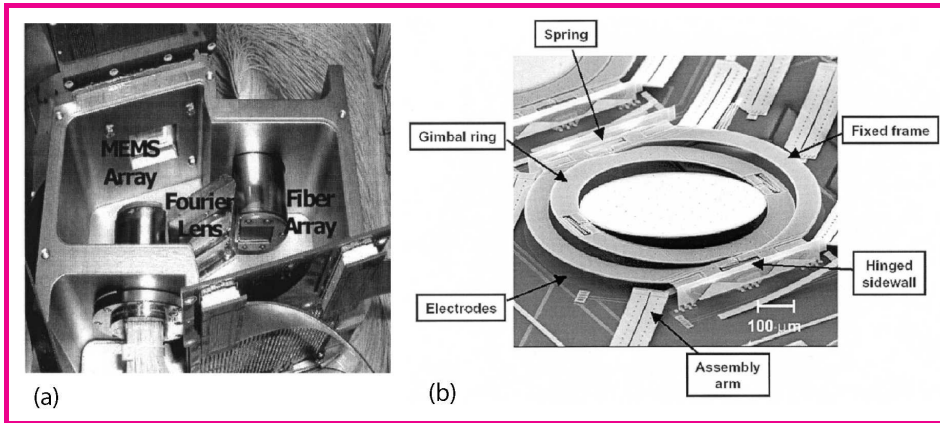 MEMS
Array
Fourier
Lens
Fiber
Array
(a)
Spring
Gimbal ring
Fixed frame
Electrodes
Hinged
sidewall
100 μm
Assembly
arm
(b)